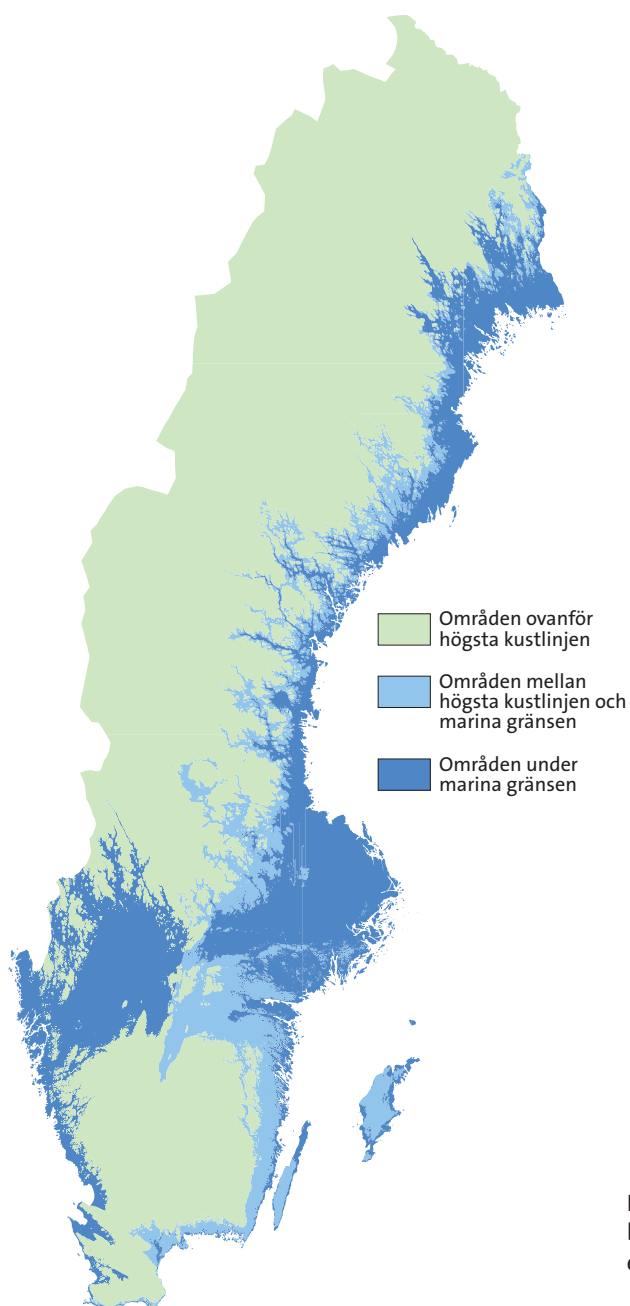 Områden ovanför
högsta kustlinjen
Områden mellan
högsta kustlinjen och
marina gränsen
Områden under
marina gränsen